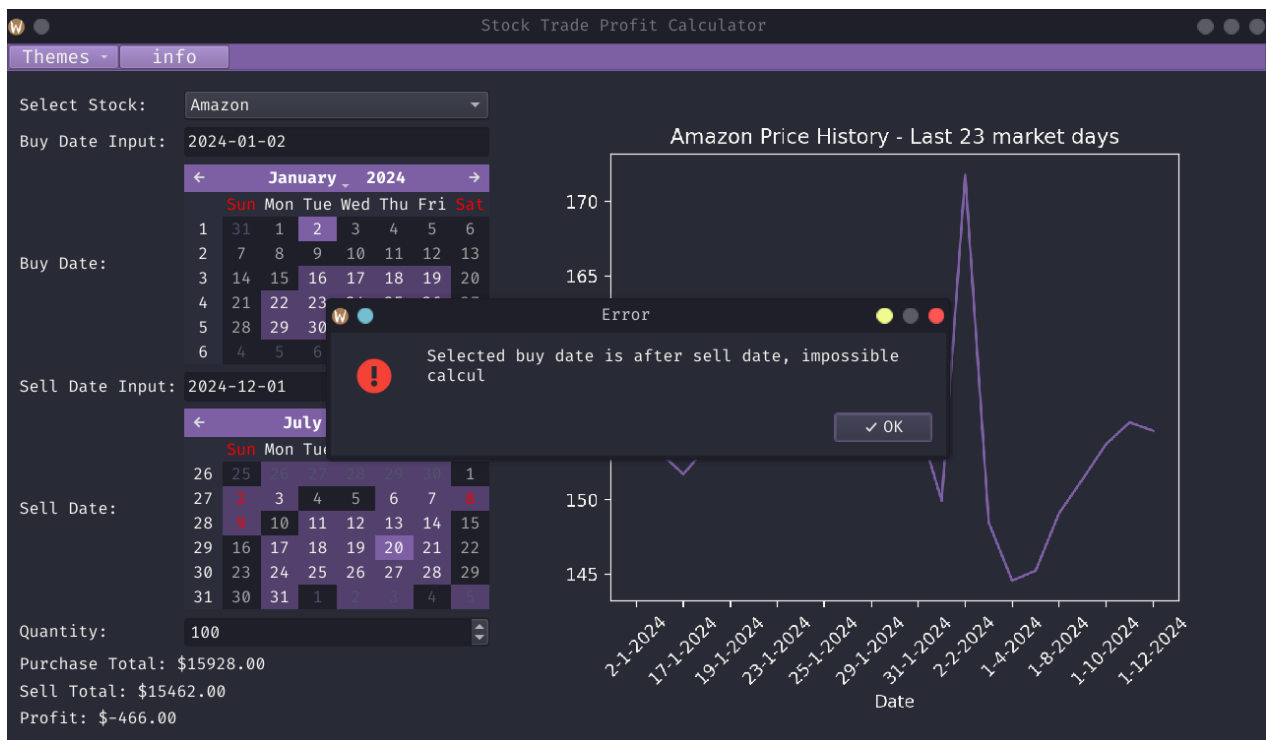 Stock Trade Profit Calculator
Themes info
Select Stock: Amazon
Buy Date Input: 2024-01-02
January 2024
Sun Mon Tue Wed Thu Fri Sat
1 31 1 2 3 4 5 6
2 7 8 9 10 11 12 13
Buy Date:
3 14 15 16 17 18 19 20
4 21 22 23
5 28 29 30
6 4 5 6
Sell Date Input: 2024-12-01
July
Sun Mon Tue
26 25 26 27 28 29 30 1
27 2 3 4 5 6 7 8
Sell Date:
28 9 10 11 12 13 14 15
29 16 17 18 19 20 21 22
30 23 24 25 26 27 28 29
31 30 31 1 2 3 4 5
Quantity: 100
Purchase Total: $15928.00
Sell Total: $15462.00
Profit: $-466.00
Error
Selected buy date is after sell date, impossible
calcul
OK
Amazon Price History - Last 23 market days
170
165
150
145
2-1-2024
17-1-2024
19-1-2024
23-1-2024
25-1-2024
29-1-2024
31-1-2024
2-2-2024
1-4-2024
1-8-2024
1-10-2024
1-12-2024
Date